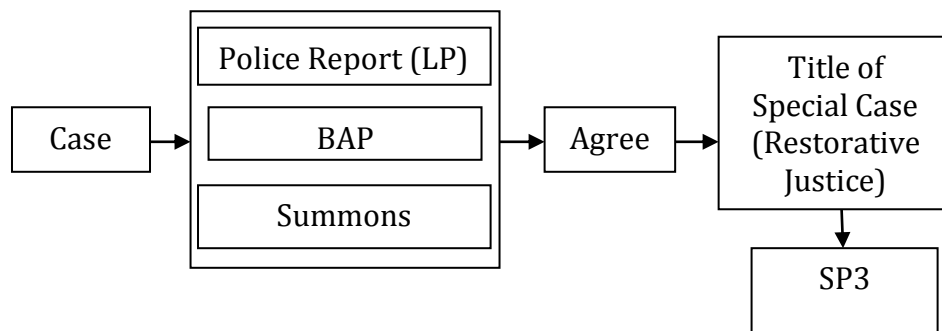 Case
Police Report (LP)
BAP
Summons
Agree
Title of
Special Case
(Restorative
Justice)
SP3